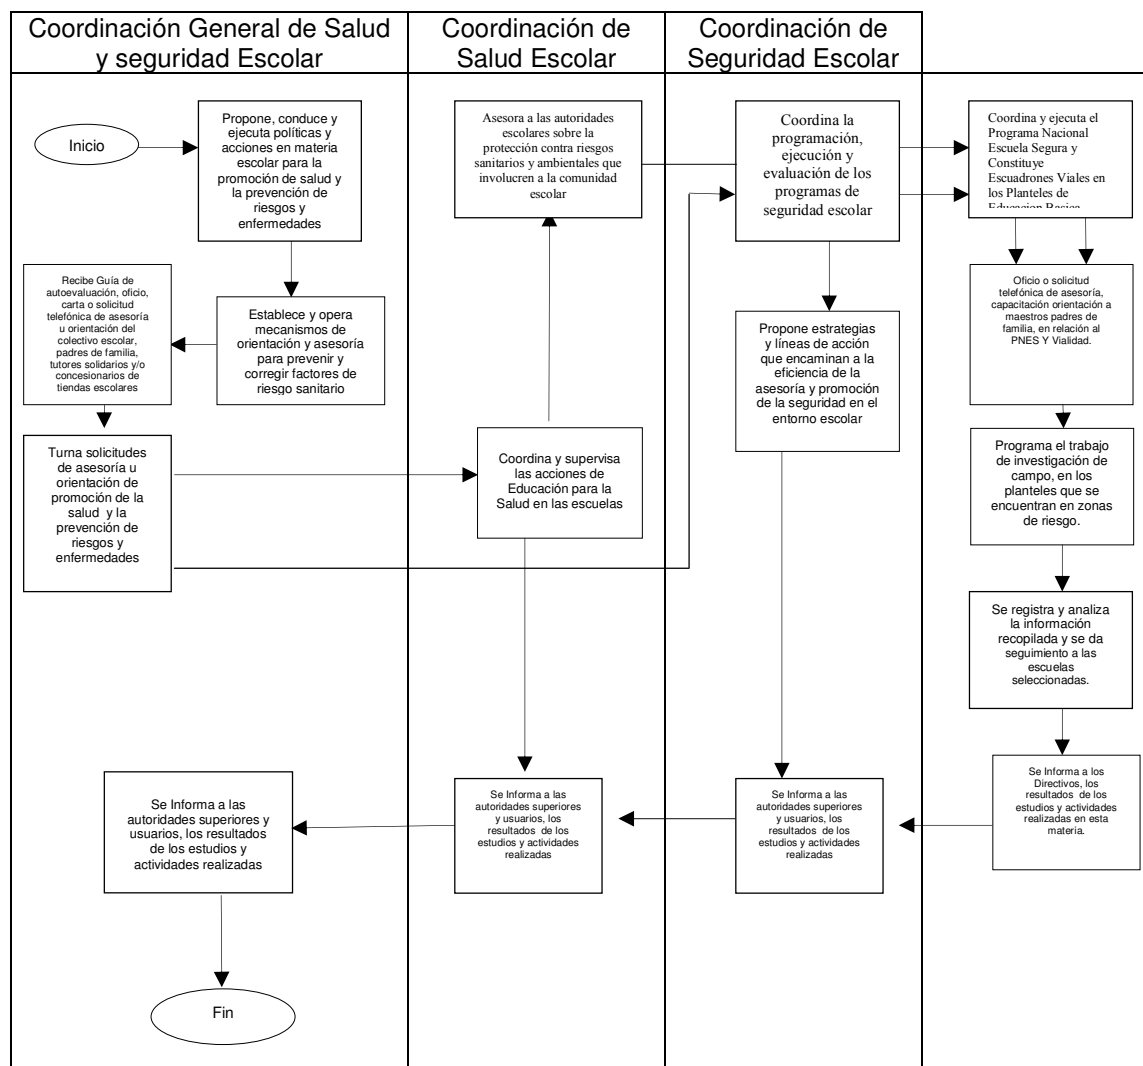 Coordinación General de Salud
y seguridad Escolar
Coordinación de
Salud Escolar
Coordinación de
Seguridad Escolar
Inicio
Propone, conduce y
ejecuta políticas y
acciones en materia
escolar para la
promoción de salud y
la prevención de
riesgos y
enfermedades
Asesora a las autoridades
escolares sobre la
protección contra riesgos
sanitarios y ambientales que
involucren a la comunidad
escolar
Coordina la
programación,
ejecución y
evaluación de los
programas de
seguridad escolar
Coordina y ejecuta el
Programa Nacional
Escuela Segura y
Constituye
Escuadrones Viales en
los Planteles de
Educacion Basica
Recibe Guía de
autoevaluación, oficio,
carta o solicitud
telefónica de asesoría
u orientación del
colectivo escolar,
padres de familia,
tutores solidarios y/o
concesionarios de
tiendas escolares
Establece y opera
mecanismos de
orientación y asesoría
para prevenir y
corregir factores de
riesgo sanitario
Propone estrategias
y líneas de acción
que encaminan a la
eficiencia de la
asesoría y promoción
de la seguridad en el
entorno escolar
Oficio o solicitud
telefónica de asesoría,
capacitación orientación a
maestros padres de
familia, en relación al
PNES Y Vialidad.
Turna solicitudes
de asesoría u
orientación de
promoción de la
salud y la
prevención de
riesgos y
enfermedades
Coordina y supervisa
las acciones de
Educación para la
Salud en las escuelas
Programa el trabajo
de investigación de
campo, en los
planteles que se
encuentran en zonas
de riesgo.
Se registra y analiza
la información
recopilada y se da
seguimiento a las
escuelas
seleccionadas.
Se Informa a las
autoridades superiores y
usuarios, los resultados
de los estudios y
actividades realizadas
Se Informa a las
autoridades superiores
y usuarios, los
resultados de los
estudios y actividades
realizadas
Se Informa a las
autoridades superiores
y usuarios, los
resultados de los
estudios y actividades
realizadas
Se Informa a los
Directivos, los
resultados de los
estudios y actividades
realizadas en esta
materia.
Fin